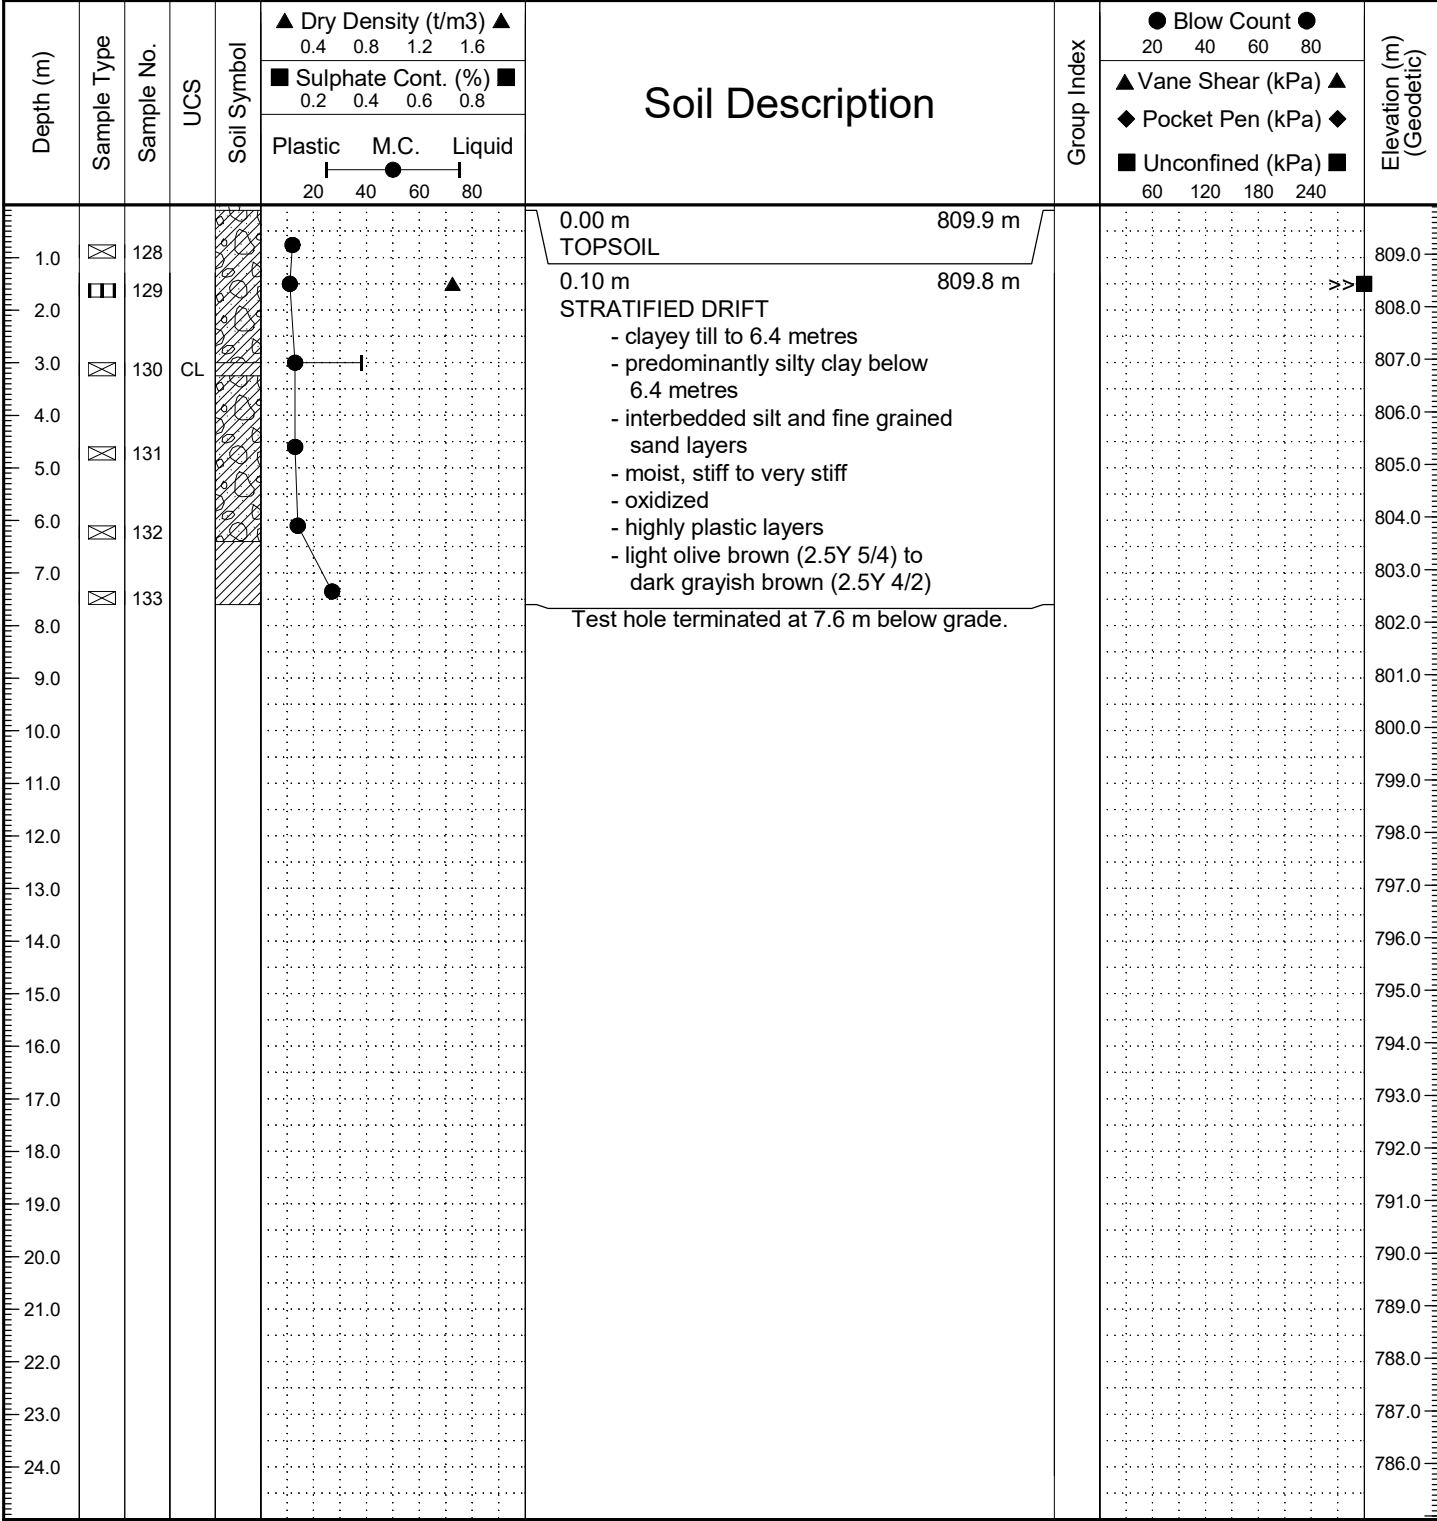 Depth (m)
Sample Type
Sample No.
UCS
Soil Symbol
▲ Dry Density (t/m3) ▲
0.4 0.8 1.2 1.6
■ Sulphate Cont. (%) ■
0.2 0.4 0.6 0.8
Plastic M.C. Liquid
20 40 60 80
Soil Description
Group Index
● Blow Count ●
20 40 60 80
▲ Vane Shear (kPa) ▲
◆ Pocket Pen (kPa) ◆
■ Unconfined (kPa) ■
60 120 180 240
Elevation (m)
(Geodetic)
0.00 m 809.9 m
TOPSOIL
0.10 m 809.8 m
STRATIFIED DRIFT
- clayey till to 6.4 metres
- predominantly silty clay below
6.4 metres
- interbedded silt and fine grained
sand layers
- moist, stiff to very stiff
- oxidized
- highly plastic layers
- light olive brown (2.5Y 5/4) to
dark grayish brown (2.5Y 4/2)
Test hole terminated at 7.6 m below grade.
1.0
2.0
3.0
4.0
5.0
6.0
7.0
8.0
9.0
10.0
11.0
12.0
13.0
14.0
15.0
16.0
17.0
18.0
19.0
20.0
21.0
22.0
23.0
24.0
128
129
130 CL
131
132
133
>>
809.0
808.0
807.0
806.0
805.0
804.0
803.0
802.0
801.0
800.0
799.0
798.0
797.0
796.0
795.0
794.0
793.0
792.0
791.0
790.0
789.0
788.0
787.0
786.0